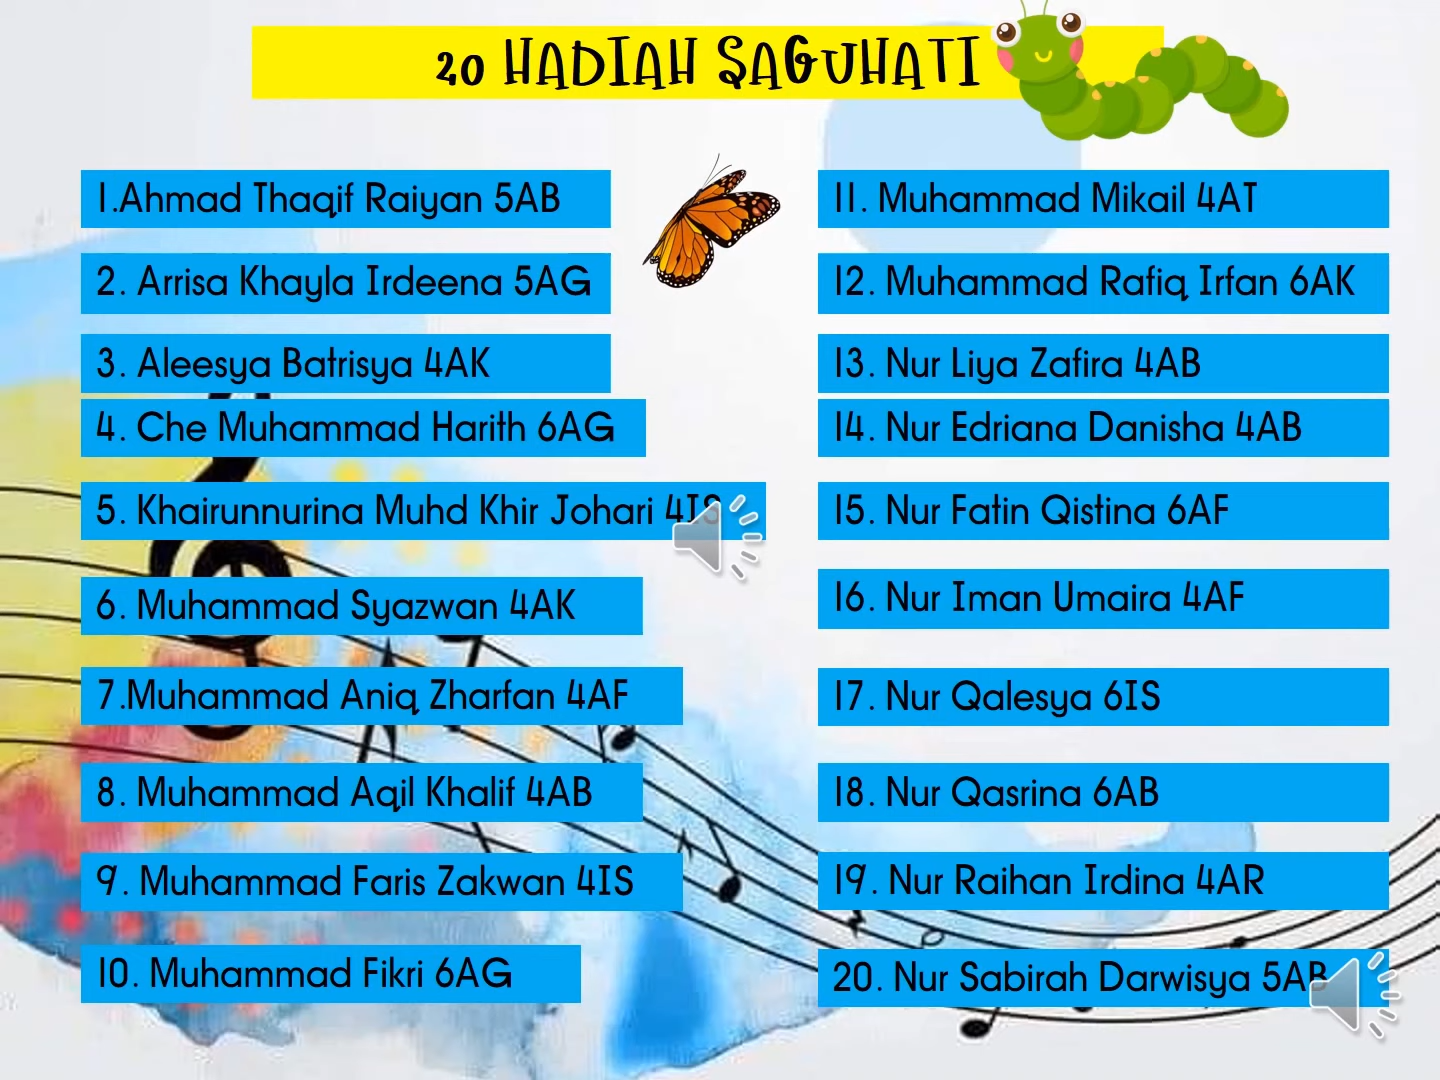 20 HADIAH SAGUHATI
1.Ahmad Thaqif Raiyan 5AB
2. Arrisa Khayla Irdeena 5AG
3. Aleesya Batrisya 4AK
4. Che Muhammad Harith 6AG
5. Khairunnurina Muhd Khir Johari 4IS
6. Muhammad Syazwan 4AK
7.Muhammad Aniq Zharfan 4AF
8. Muhammad Aqil Khalif 4AB
9. Muhammad Faris Zakwan 4IS
10. Muhammad Fikri 6AG
11. Muhammad Mikail 4AT
12. Muhammad Rafiq Irfan 6AK
13. Nur Liya Zafira 4AB
14. Nur Edriana Danisha 4AB
15. Nur Fatin Qistina 6AF
16. Nur Iman Umaira 4AF
17. Nur Qalesya 6IS
18. Nur Qasrina 6AB
19. Nur Raihan Irdina 4AR
20. Nur Sabirah Darwisya 5AB